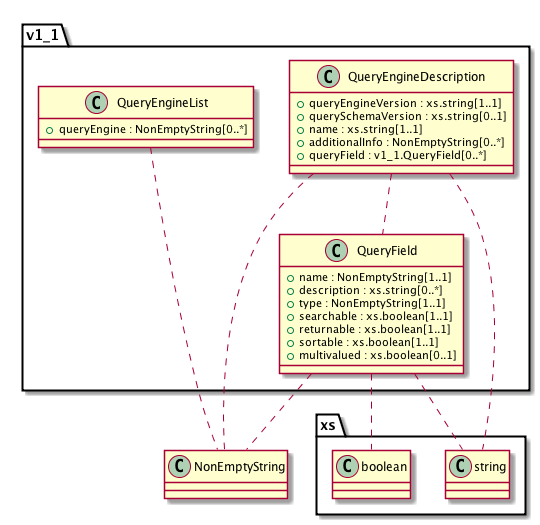 v1_1
C QueryEngineList
queryEngine : NonEmptyString[0..*]
C QueryEngineDescription
queryEngineVersion : xs.string[1..1]
querySchemaVersion : xs.string[0..1]
name : xs.string[1..1]
additionalInfo : NonEmptyString[0..*]
queryField : v1_1.QueryField[0..*]
C QueryField
name : NonEmptyString[1..1]
description : xs.string[0..*]
type : NonEmptyString[1..1]
searchable : xs.boolean[1..1]
returnable : xs.boolean[1..1]
sortable : xs.boolean[1..1]
multivalued : xs.boolean[0..1]
xs
C NonEmptyString
C boolean
C string